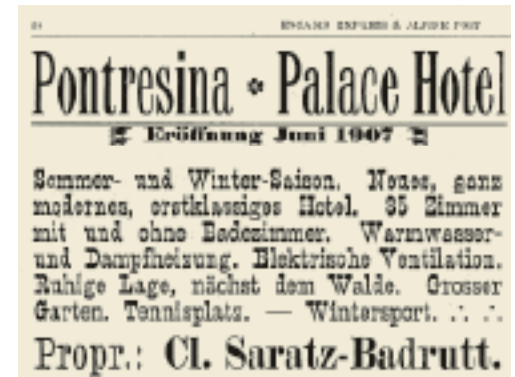 ENGADIN EXPRESS & ALPINE POST
Pontresina Palace Hotel
Eröffnung Juni 1907
Sommer- und Winter-Saison. Neues, ganz
modernes, erstklassiges Hotel. 95 Zimmer
mit und ohne Badezimmer. Warmwasser-
und Dampfheizung. Elektrische Ventilation.
Ruhige Lage, nächst dem Walde. Grosser
Garten. Tennisplatz. — Wintersport. ∴ ∴
Propr.: Cl. Saratz-Badrutt.